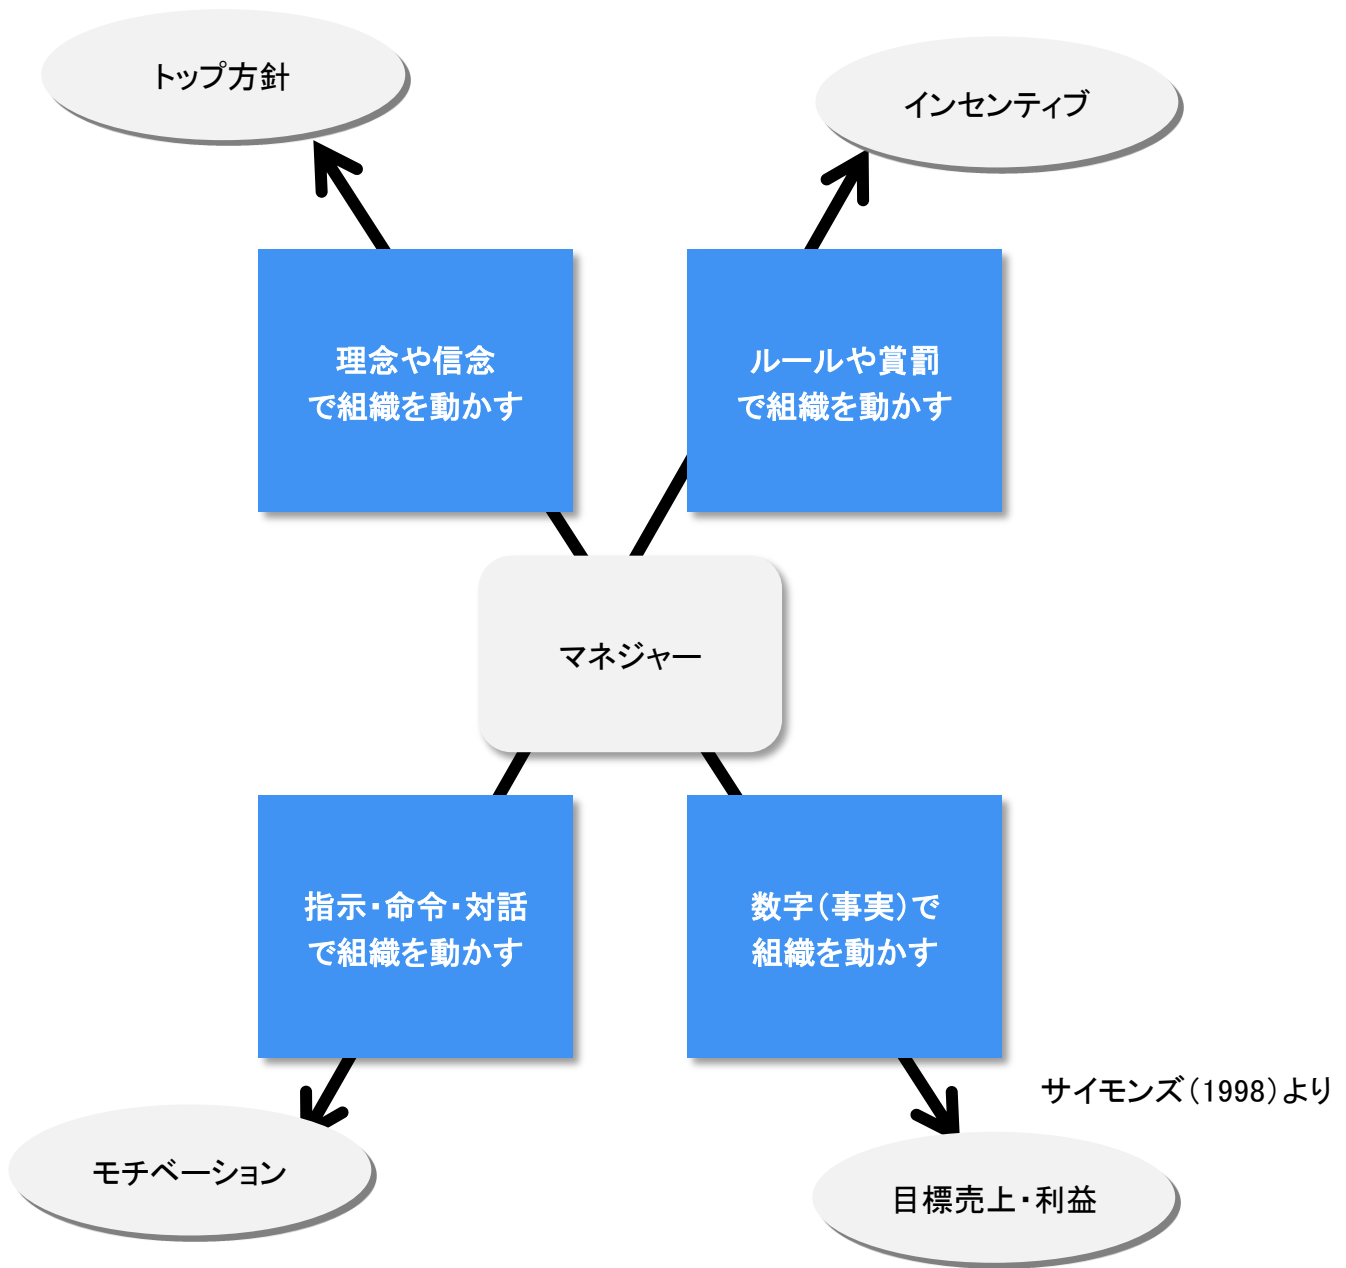 トップ方針
インセンティブ
理念や信念
で組織を動かす
ルールや賞罰
で組織を動かす
マネジャー
指示・命令・対話
で組織を動かす
数字（事実）で
組織を動かす
サイモンズ（1998）より
モチベーション
目標売上・利益